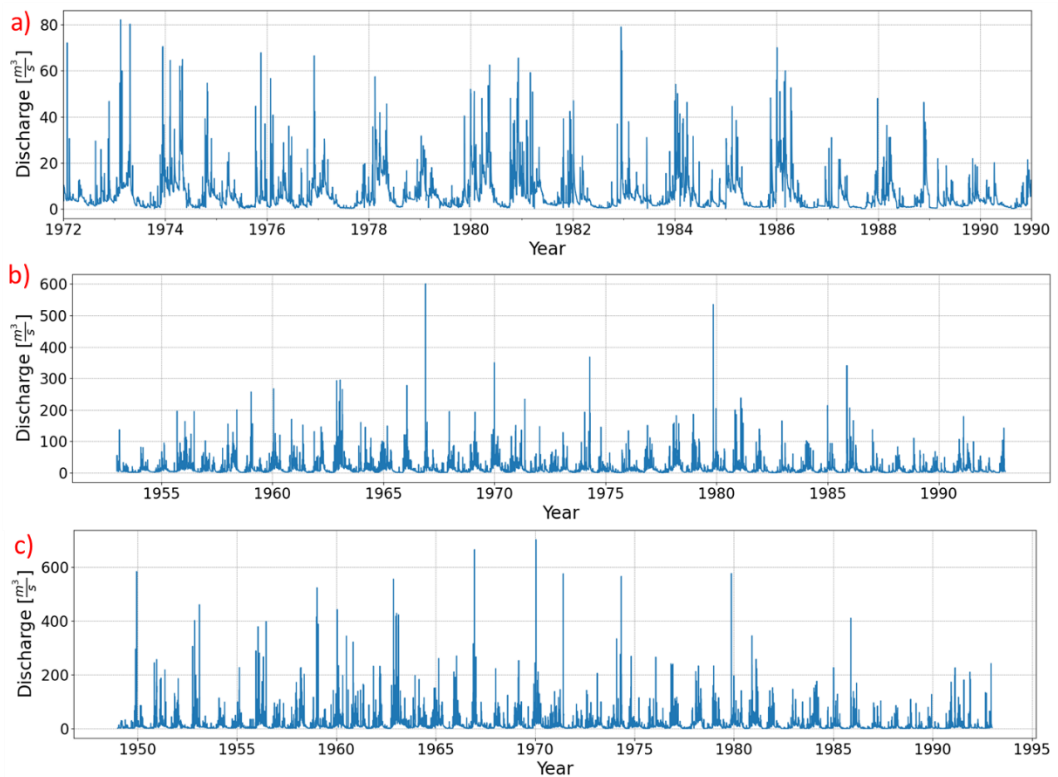 a)
Discharge [m³/s]
80
60
40
20
0
1972 1974 1976 1978 1980 1982 1984 1986 1988 1990 1990
Year
b)
Discharge [m³/s]
600
500
400
300
200
100
0
1955 1960 1965 1970 1975 1980 1985 1990
Year
c)
Discharge [m³/s]
600
400
200
0
1950 1955 1960 1965 1970 1975 1980 1985 1990 1995
Year